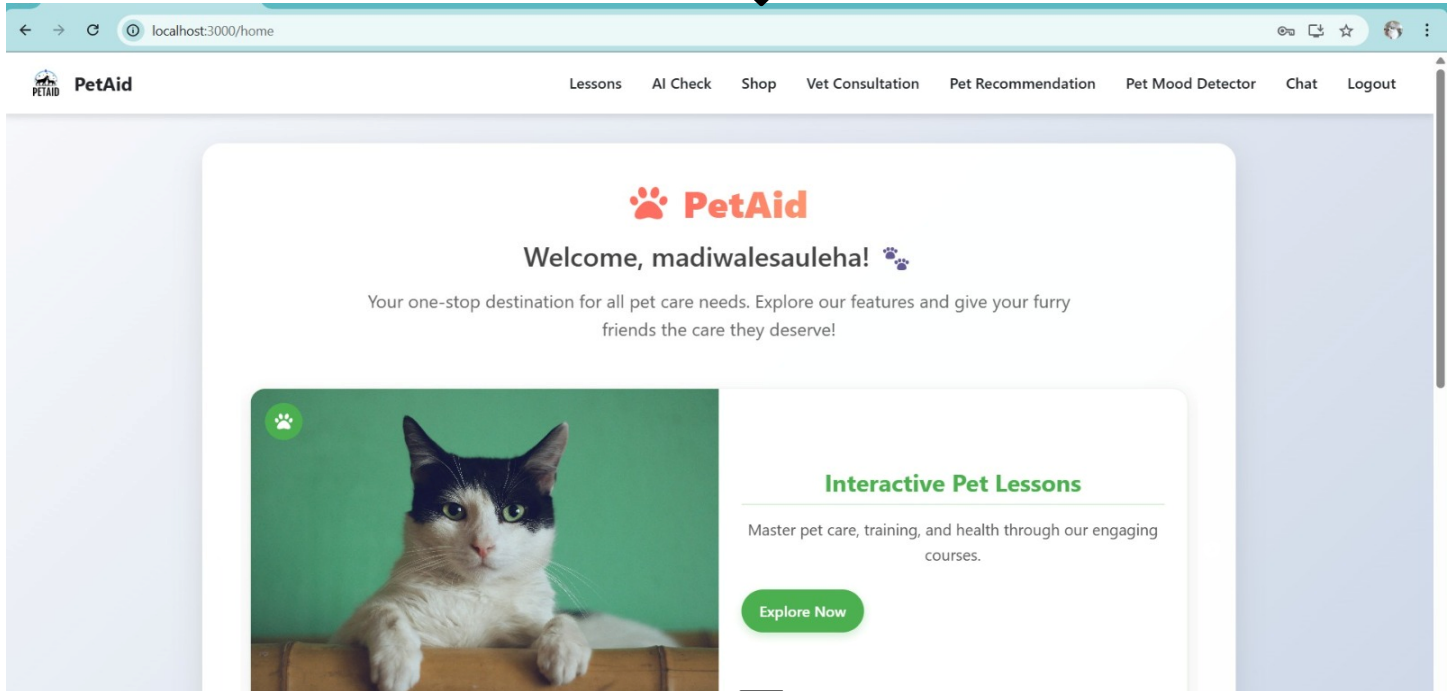 localhost:3000/home
PETAID
PetAid
Lessons AI Check Shop Vet Consultation Pet Recommendation Pet Mood Detector Chat Logout
PetAid
Welcome, madiwalesauleha!
Your one-stop destination for all pet care needs. Explore our features and give your furry
friends the care they deserve!
Interactive Pet Lessons
Master pet care, training, and health through our engaging
courses.
Explore Now